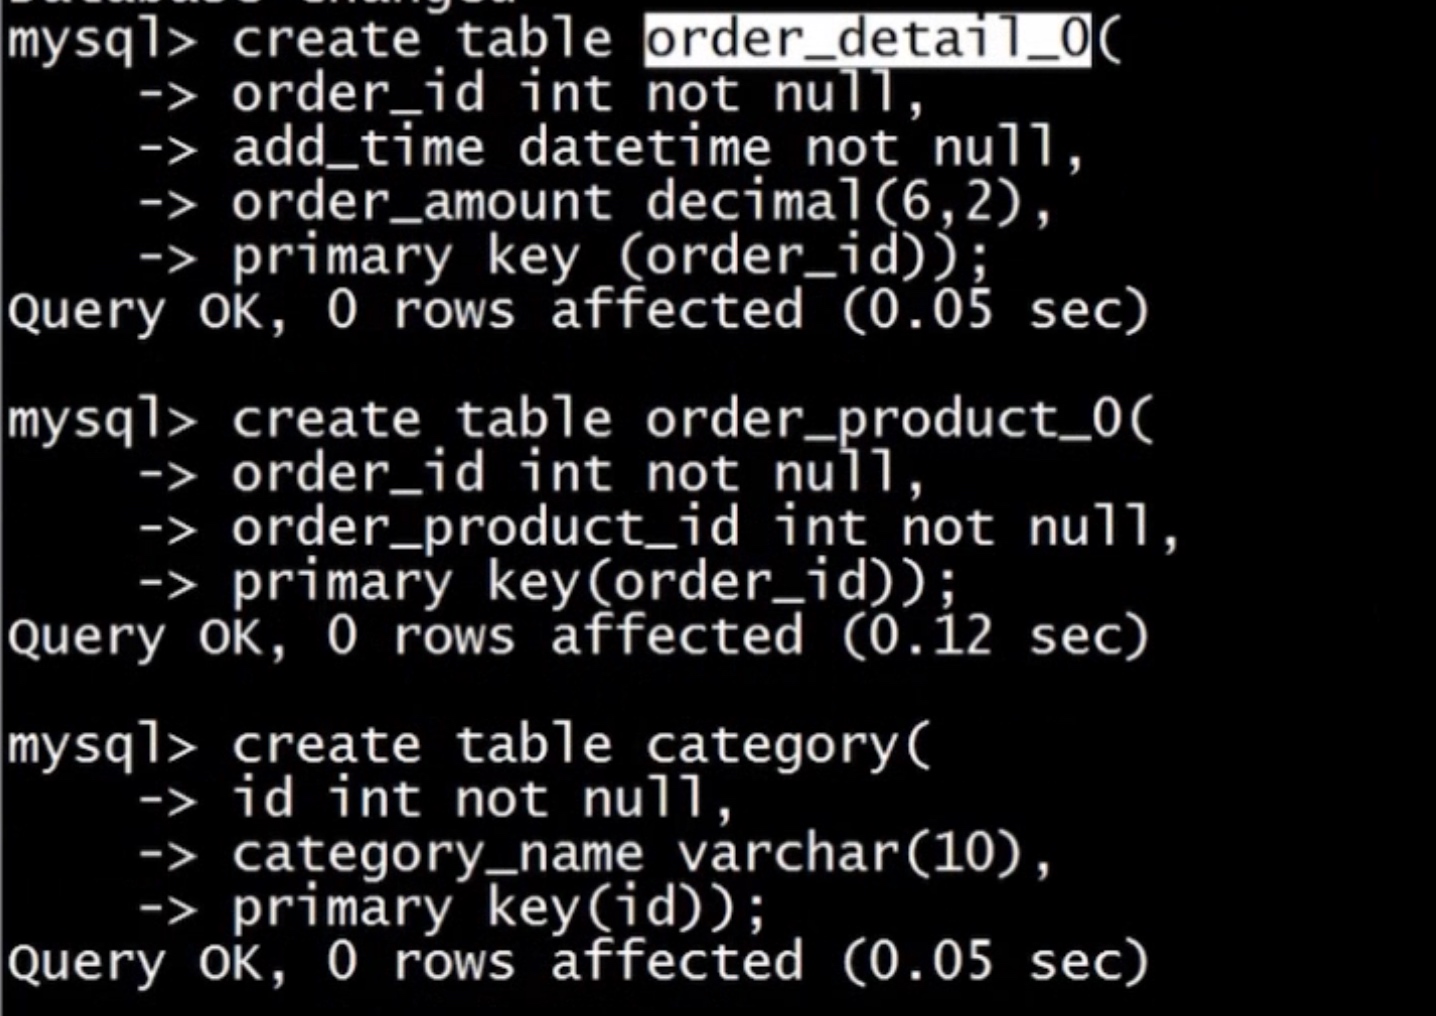 Database changed
mysql> create table order_detail_0(
-> order_id int not null,
-> add_time datetime not null,
-> order_amount decimal(6,2),
-> primary key (order_id));
Query OK, 0 rows affected (0.05 sec)
mysql> create table order_product_0(
-> order_id int not null,
-> order_product_id int not null,
-> primary key(order_id));
Query OK, 0 rows affected (0.12 sec)
mysql> create table category(
-> id int not null,
-> category_name varchar(10),
-> primary key(id));
Query OK, 0 rows affected (0.05 sec)